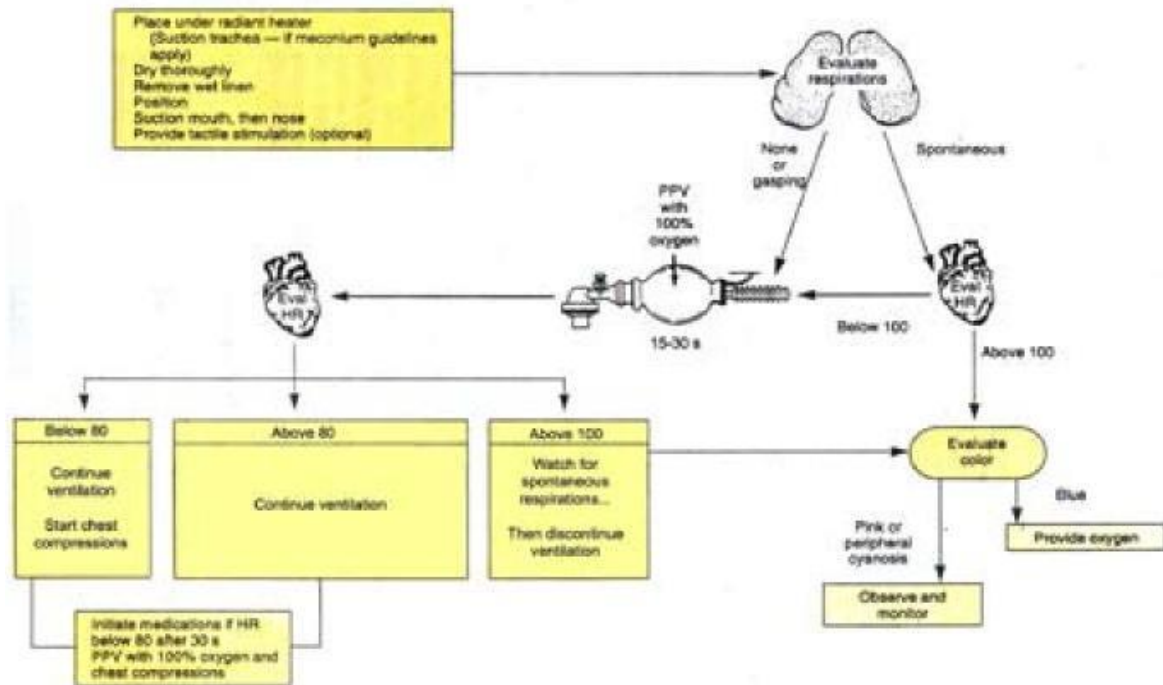 Place under radiant heater
(Suction trachea — if meconium guidelines
apply)
Dry thoroughly
Remove wet linen
Position
Suction mouth, then nose
Provide tactile stimulation (optional)
Evaluate
respirations
None
or
gasping
Spontaneous
PPV
with
100%
oxygen
15-30 s
Eval
HR
Below 100
Eval
HR
Above 100
Below 80
Continue
ventilation
Start chest
compressions
Above 80
Continue ventilation
Above 100
Watch for
spontaneous
respirations...
Then discontinue
ventilation
Evaluate
color
Blue
Provide oxygen
Pink or
peripheral
cyanosis
Observe and
monitor
Initiate medications if HR
below 80 after 30 s
PPV with 100% oxygen and
chest compressions